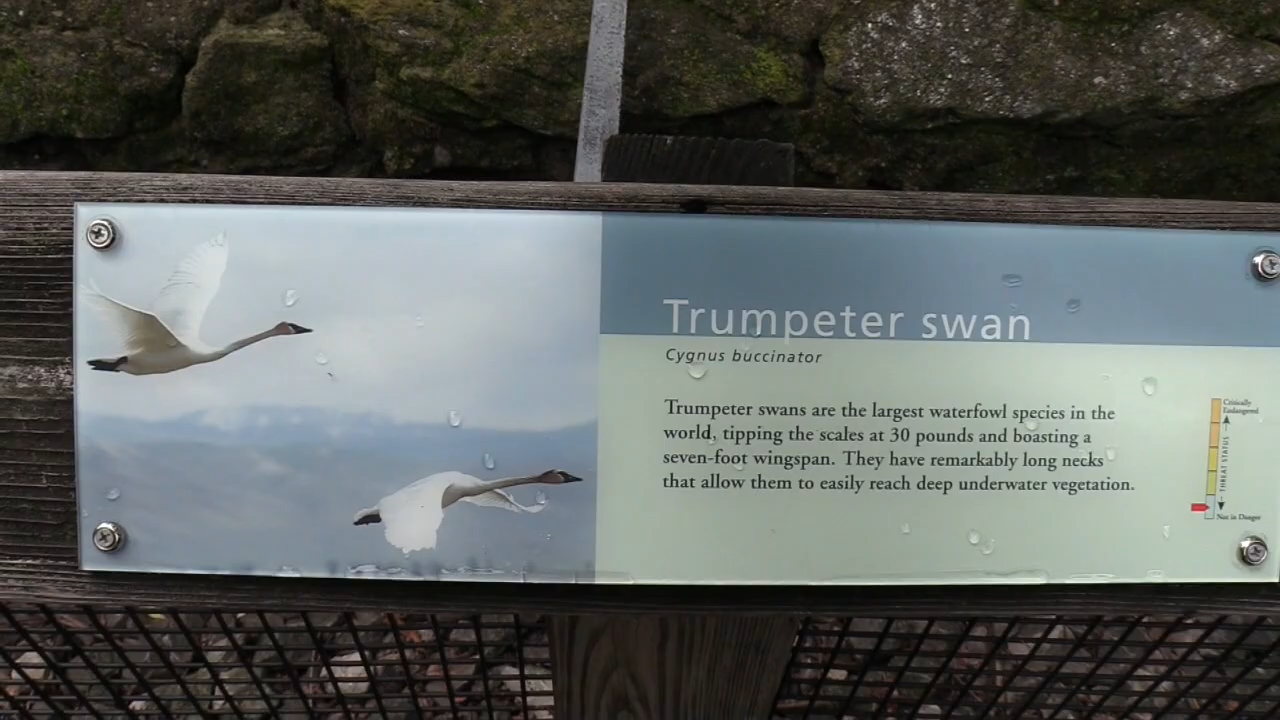 Trumpeter swan
Cygnus buccinator
Trumpeter swans are the largest waterfowl species in the
world, tipping the scales at 30 pounds and boasting a
seven-foot wingspan. They have remarkably long necks
that allow them to easily reach deep underwater vegetation.
Critically
Endangered
THREAT STATUS
Not in Danger